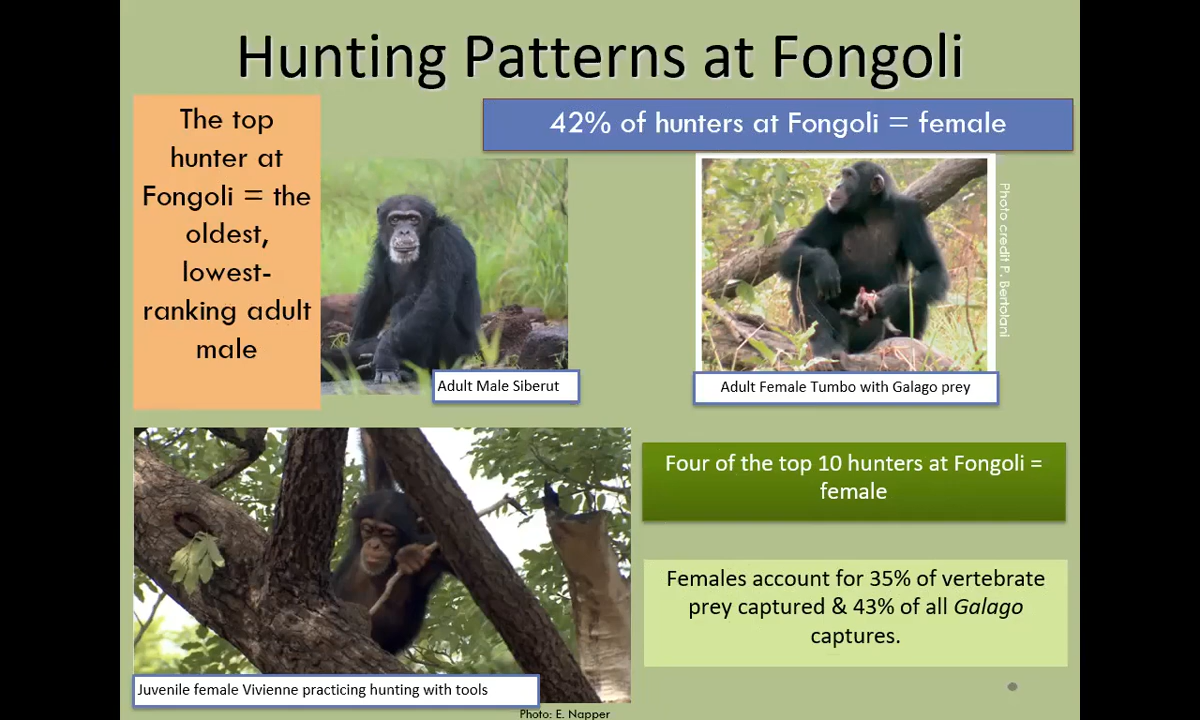 Hunting Patterns at Fongoli
The top
hunter at
Fongoli = the
oldest,
lowest-
ranking adult
male
42% of hunters at Fongoli = female
Photo credit P. Bertolani
Adult Male Siberut
Adult Female Tumbo with Galago prey
Four of the top 10 hunters at Fongoli =
female
Females account for 35% of vertebrate
prey captured & 43% of all Galago
captures.
Juvenile female Vivienne practicing hunting with tools
Photo: E. Napper